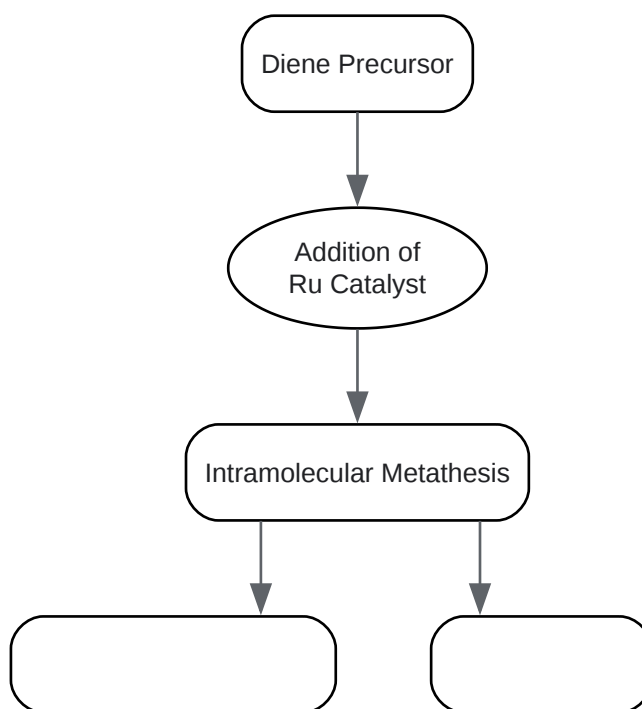 Diene Precursor
Addition of
Ru Catalyst
Intramolecular Metathesis